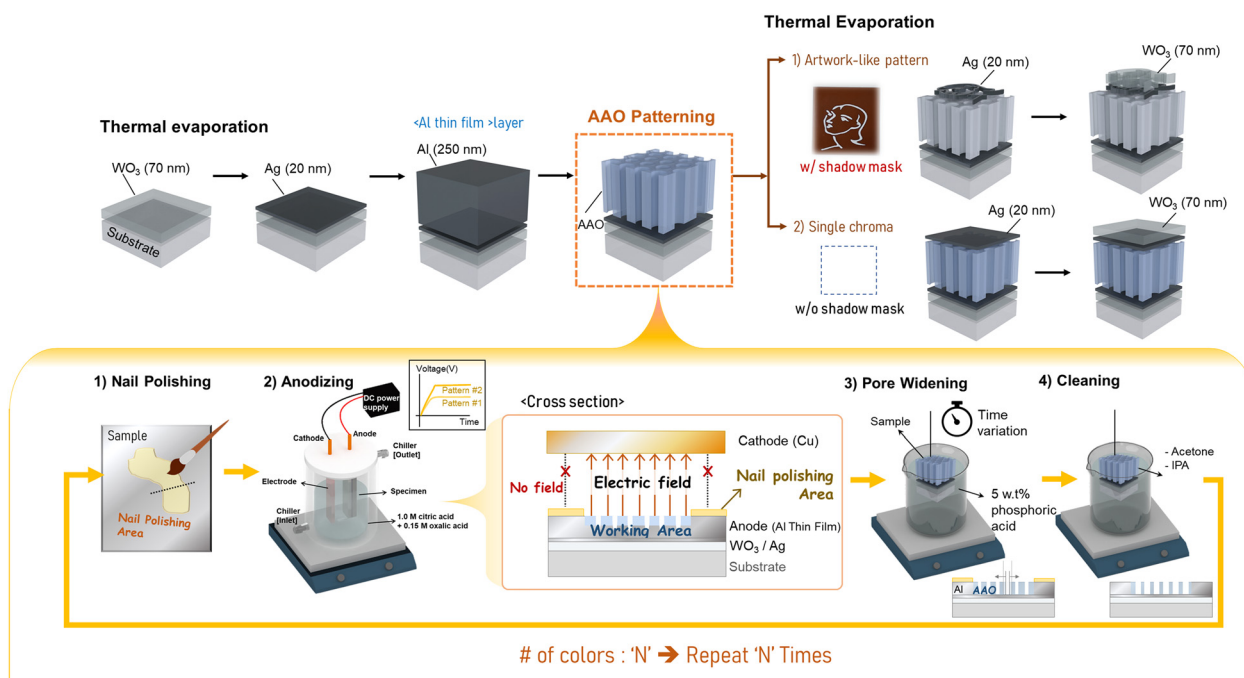 Thermal Evaporation
1) Artwork-like pattern
Ag (20 nm)
WO₃ (70 nm)
w/ shadow mask
Thermal evaporation
<Al thin film >layer
AAO Patterning
WO₃ (70 nm)
Ag (20 nm)
Al (250 nm)
AAO
Substrate
2) Single chroma
Ag (20 nm)
WO₃ (70 nm)
w/o shadow mask
1) Nail Polishing
Sample
Nail Polishing
Area
2) Anodizing
Voltage(V)
Pattern #2
Pattern #1
Time
DC power
supply
Cathode
Anode
Chiller
[Outlet]
Electrode
Specimen
Chiller
[Inlet]
1.0 M citric acid
+ 0.15 M oxalic acid
<Cross section>
Cathode (Cu)
No field
Electric field
Nail polishing
Area
Working Area
Anode (Al Thin Film)
WO₃ / Ag
Substrate
3) Pore Widening
Sample
Time
variation
5 w.t%
phosphoric
acid
Al
AAO
4) Cleaning
- Acetone
- IPA
# of colors : ‘N’ ➔ Repeat ‘N’ Times